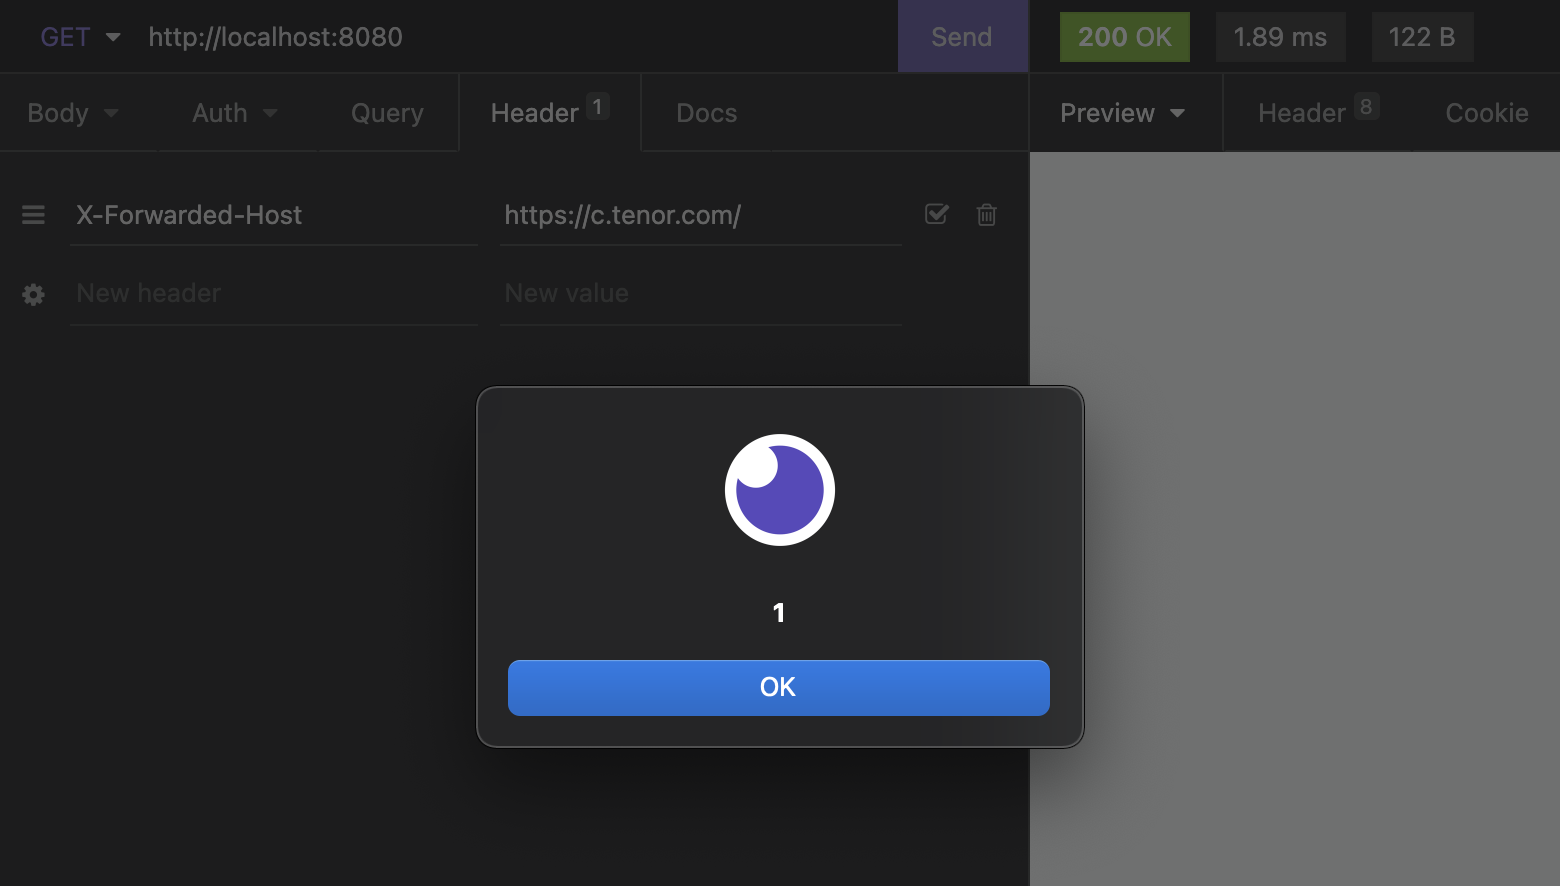 GET http://localhost:8080 Send 200 OK 1.89 ms 122 B
Body Auth Query Header 1 Docs Preview Header 8 Cookie
X-Forwarded-Host https://c.tenor.com/
New header New value
1
OK